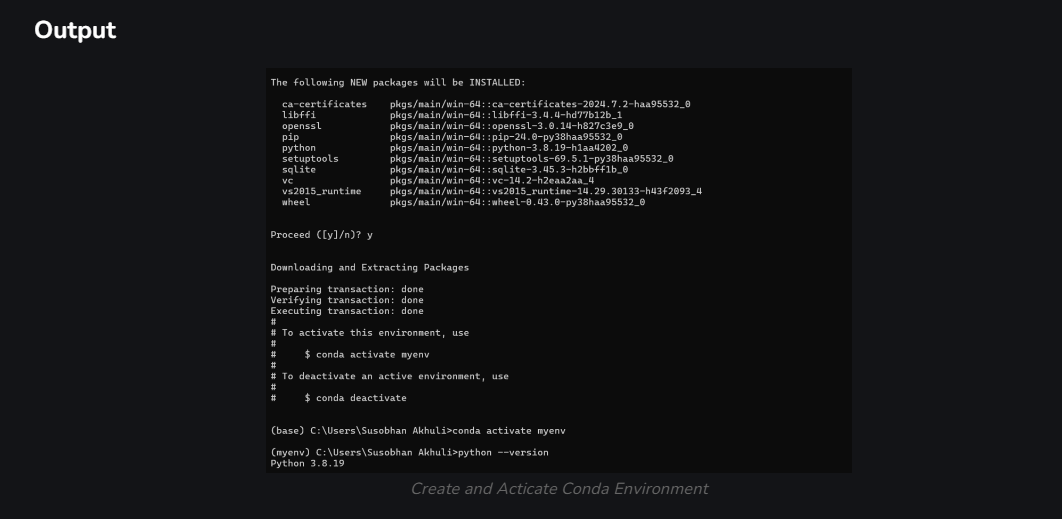 Output
The following NEW packages will be INSTALLED:
ca-certificates    pkgs/main/win-64::ca-certificates-2024.7.2-haa95532_0
libffi             pkgs/main/win-64::libffi-3.4.4-hd77b12b_1
openssl            pkgs/main/win-64::openssl-3.0.14-h827c3e9_0
pip                pkgs/main/win-64::pip-24.0-py38haa95532_0
python             pkgs/main/win-64::python-3.8.19-h1aa4202_0
setuptools         pkgs/main/win-64::setuptools-69.5.1-py38haa95532_0
sqlite             pkgs/main/win-64::sqlite-3.45.3-h2bbff1b_0
vc                 pkgs/main/win-64::vc-14.2-h2eaa2aa_4
vs2015_runtime     pkgs/main/win-64::vs2015_runtime-14.29.30133-h43f2093_4
wheel              pkgs/main/win-64::wheel-0.43.0-py38haa95532_0
Proceed ([y]/n)? y
Downloading and Extracting Packages
Preparing transaction: done
Verifying transaction: done
Executing transaction: done
#
# To activate this environment, use
#
#     $ conda activate myenv
#
# To deactivate an active environment, use
#
#     $ conda deactivate
(base) C:\Users\Susobhan Akhuli>conda activate myenv
(myenv) C:\Users\Susobhan Akhuli>python --version
Python 3.8.19
Create and Acticate Conda Environment